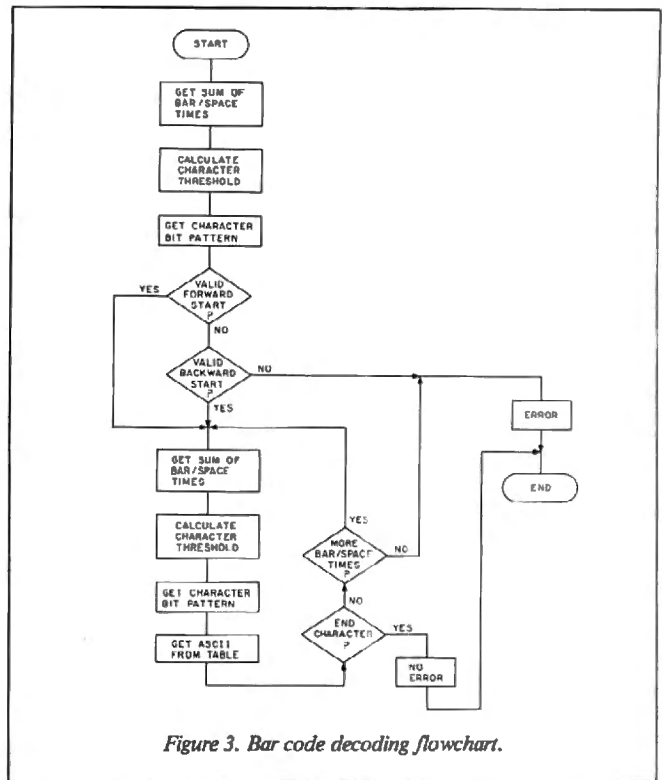 START
GET SUM OF
BAR/SPACE
TIMES
CALCULATE
CHARACTER
THRESHOLD
GET CHARACTER
BIT PATTERN
YES
VALID
FORWARD
START
?
NO
VALID
BACKWARD
START
?
NO
YES
ERROR
END
GET SUM OF
BAR/SPACE
TIMES
CALCULATE
CHARACTER
THRESHOLD
GET CHARACTER
BIT PATTERN
GET ASCII
FROM TABLE
YES
MORE
BAR/SPACE
TIMES
?
NO
NO
END
CHARACTER
?
YES
NO
ERROR
Figure 3. Bar code decoding flowchart.